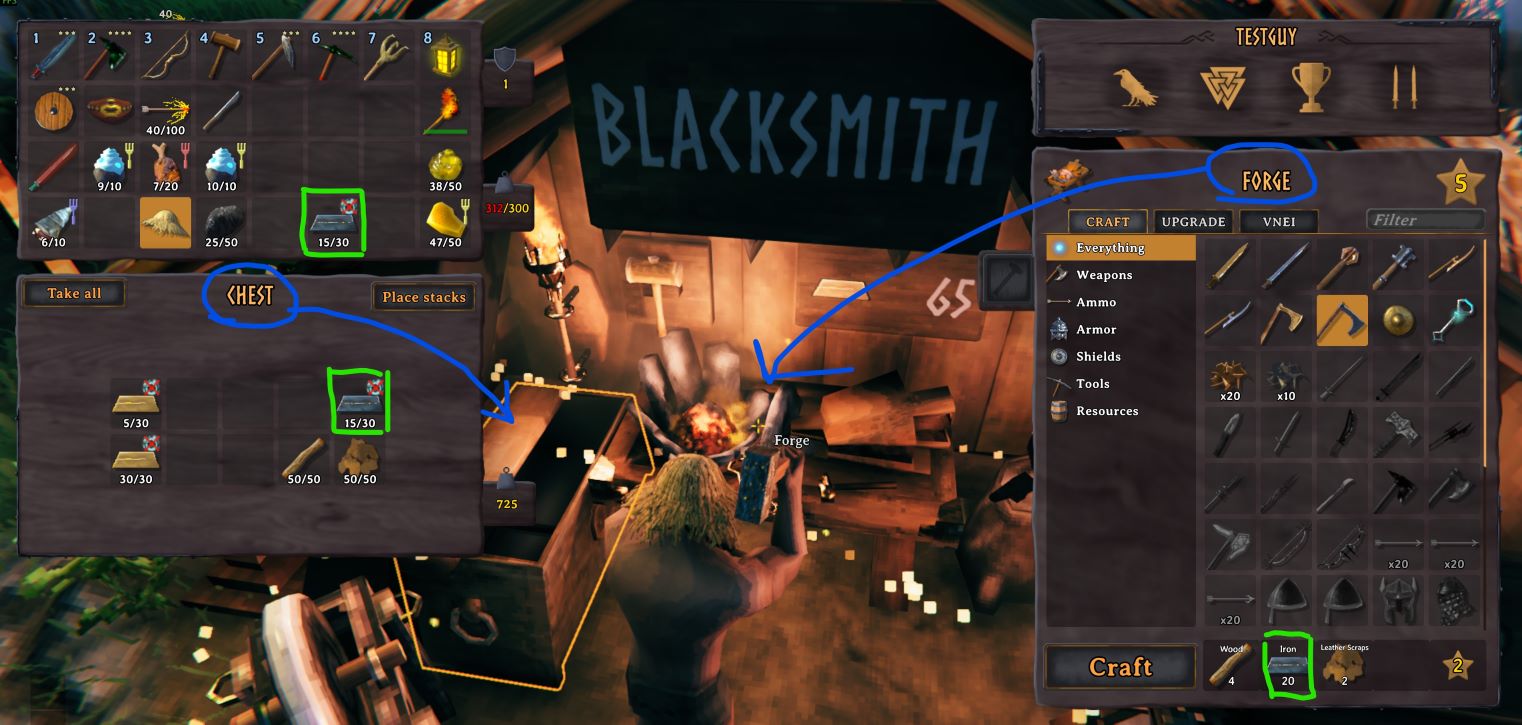 FPS
40
1 2 3 4 5 6 7 8
1
40/100
9/10 7/20 10/10 38/50
312/300
6/10 25/50 15/30 47/50
Take all
CHEST
Place stacks
5/30 15/30
30/30 50/50 50/50
725
BLACKSMITH
65
Forge
TESTGUY
FORGE
5
CRAFT UPGRADE VNEI Filter
Everything
Weapons
Ammo
Armor
Shields
Tools
Resources
x20 x10
x20 x20
x20
Craft
Wood Iron Leather Scraps
4 20 2
2